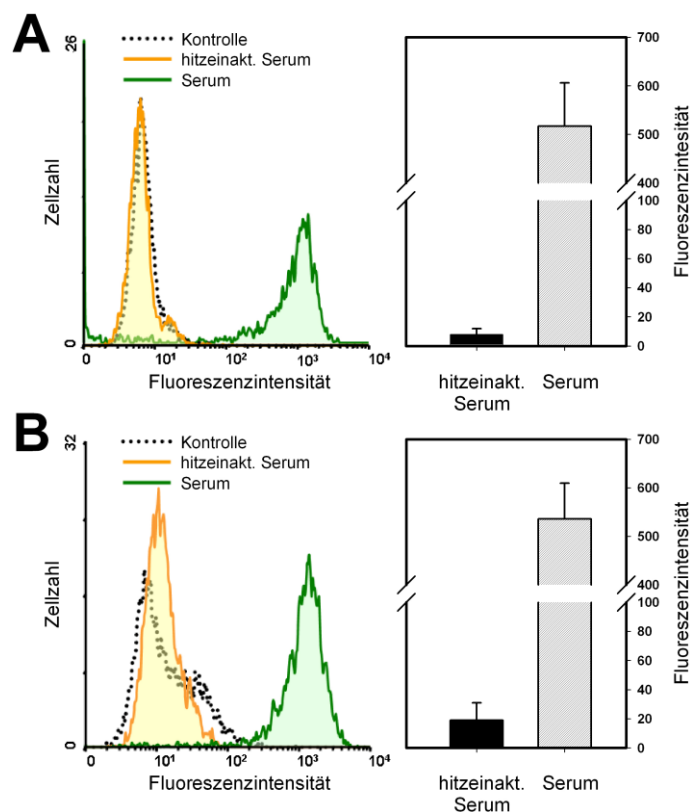 A
26
Zellzahl
0
Kontrolle
hitzeinakt. Serum
Serum
0
10¹
10²
10³
10⁴
Fluoreszenzintensität
700
600
500
400
100
80
60
40
20
0
Fluoreszenzintesität
hitzeinakt.
Serum
Serum
B
32
Zellzahl
0
Kontrolle
hitzeinakt. Serum
Serum
0
10¹
10²
10³
10⁴
Fluoreszenzintensität
700
600
500
400
100
80
60
40
20
0
Fluoreszenzintensität
hitzeinakt.
Serum
Serum